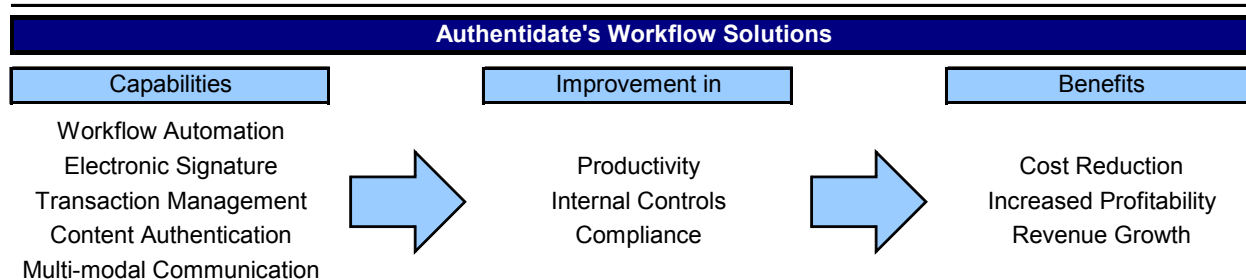 Authentidate's Workflow Solutions
Capabilities
Improvement in
Benefits
Workflow Automation
Electronic Signature
Transaction Management
Content Authentication
Multi-modal Communication
Productivity
Internal Controls
Compliance
Cost Reduction
Increased Profitability
Revenue Growth